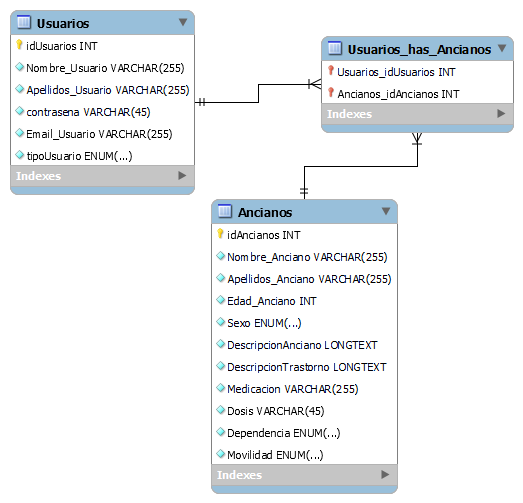 Usuarios
idUsuarios INT
Nombre_Usuario VARCHAR(255)
Apellidos_Usuario VARCHAR(255)
contrasena VARCHAR(45)
Email_Usuario VARCHAR(255)
tipoUsuario ENUM(...)
Indexes
Usuarios_has_Ancianos
Usuarios_idUsuarios INT
Ancianos_idAncianos INT
Indexes
Ancianos
idAncianos INT
Nombre_Anciano VARCHAR(255)
Apellidos_Anciano VARCHAR(255)
Edad_Anciano INT
Sexo ENUM(...)
DescripcionAnciano LONGTEXT
DescripcionTrastorno LONGTEXT
Medicacion VARCHAR(255)
Dosis VARCHAR(45)
Dependencia ENUM(...)
Movilidad ENUM(...)
Indexes